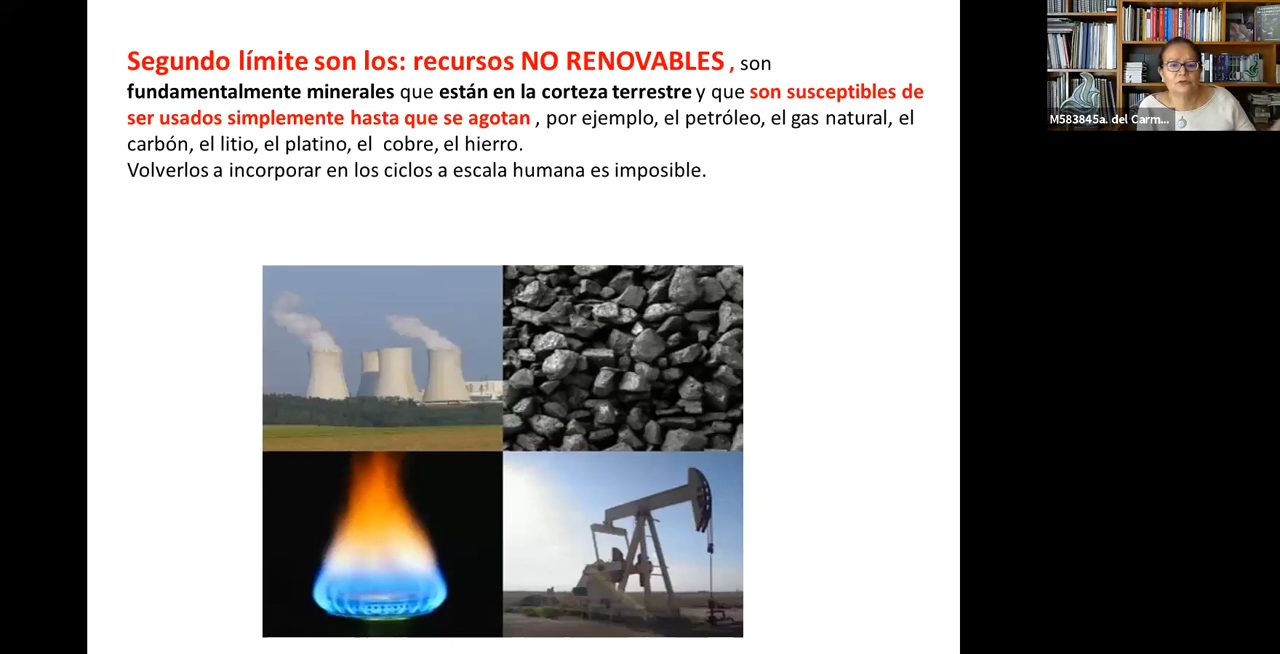 Segundo límite son los: recursos NO RENOVABLES , son
fundamentalmente minerales que están en la corteza terrestre y que son susceptibles de
ser usados simplemente hasta que se agotan , por ejemplo, el petróleo, el gas natural, el
carbón, el litio, el platino, el cobre, el hierro.
Volverlos a incorporar en los ciclos a escala humana es imposible.
M583845a. del Carm...